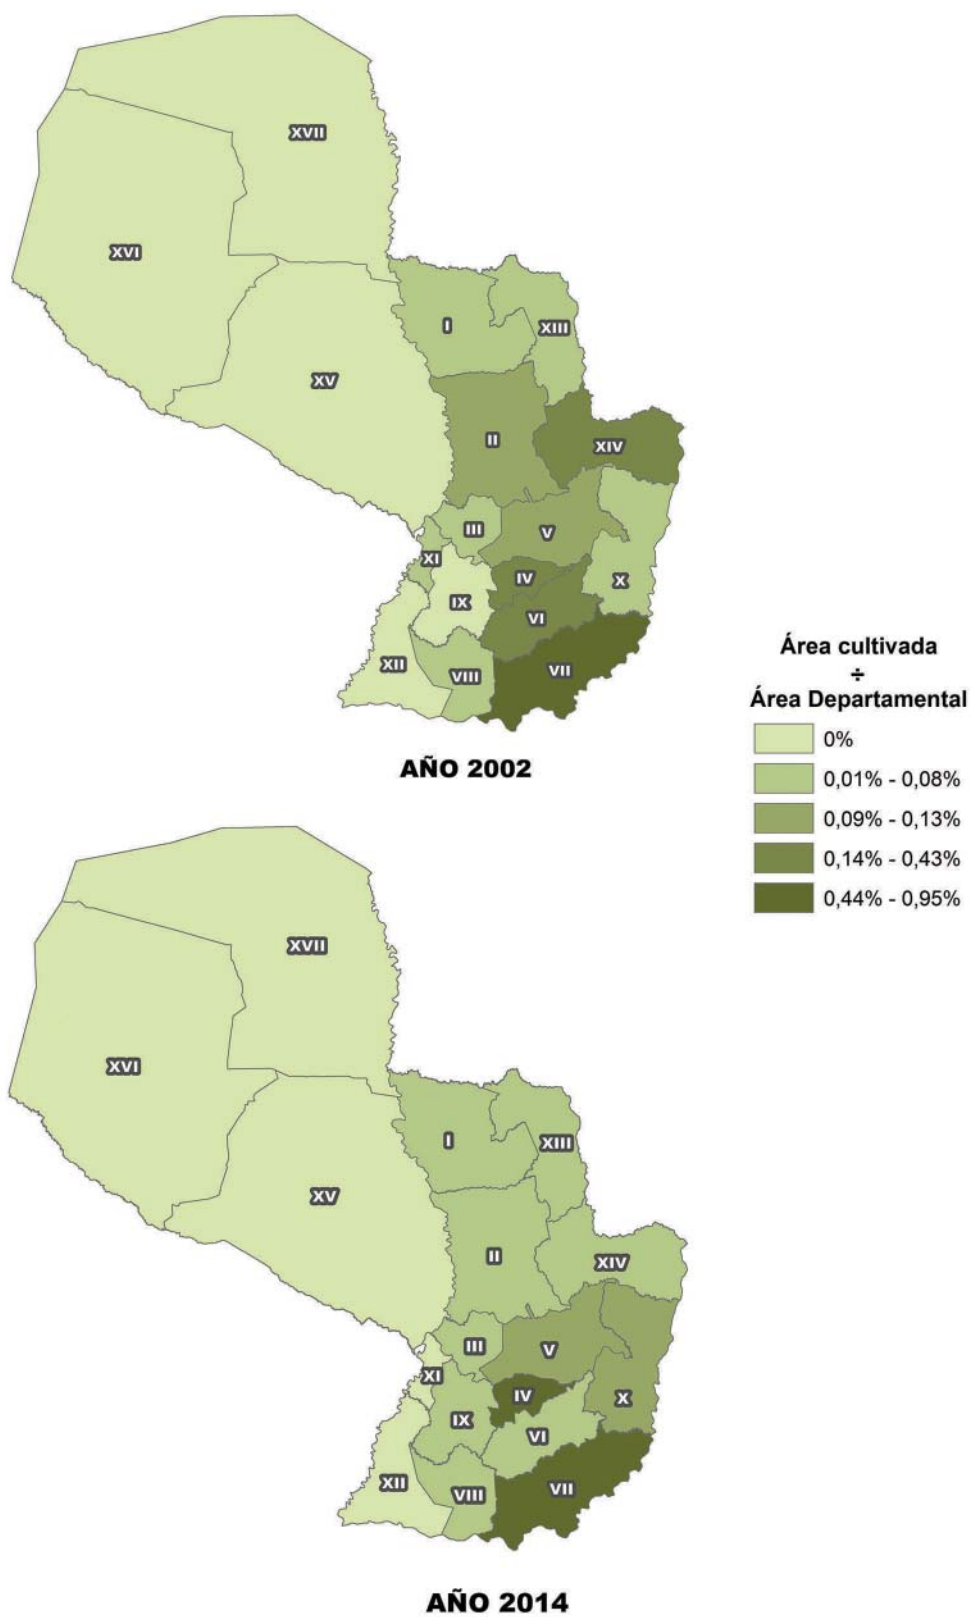 XVII
XVI
I
XIII
XV
II
XIV
III
V
XI
IV
X
IX
VI
XII
VIII
VII
AÑO 2002
Área cultivada
÷
Área Departamental
0%
0,01% - 0,08%
0,09% - 0,13%
0,14% - 0,43%
0,44% - 0,95%
XVII
XVI
I
XIII
XV
II
XIV
III
V
XI
IV
X
IX
VI
XII
VIII
VII
AÑO 2014